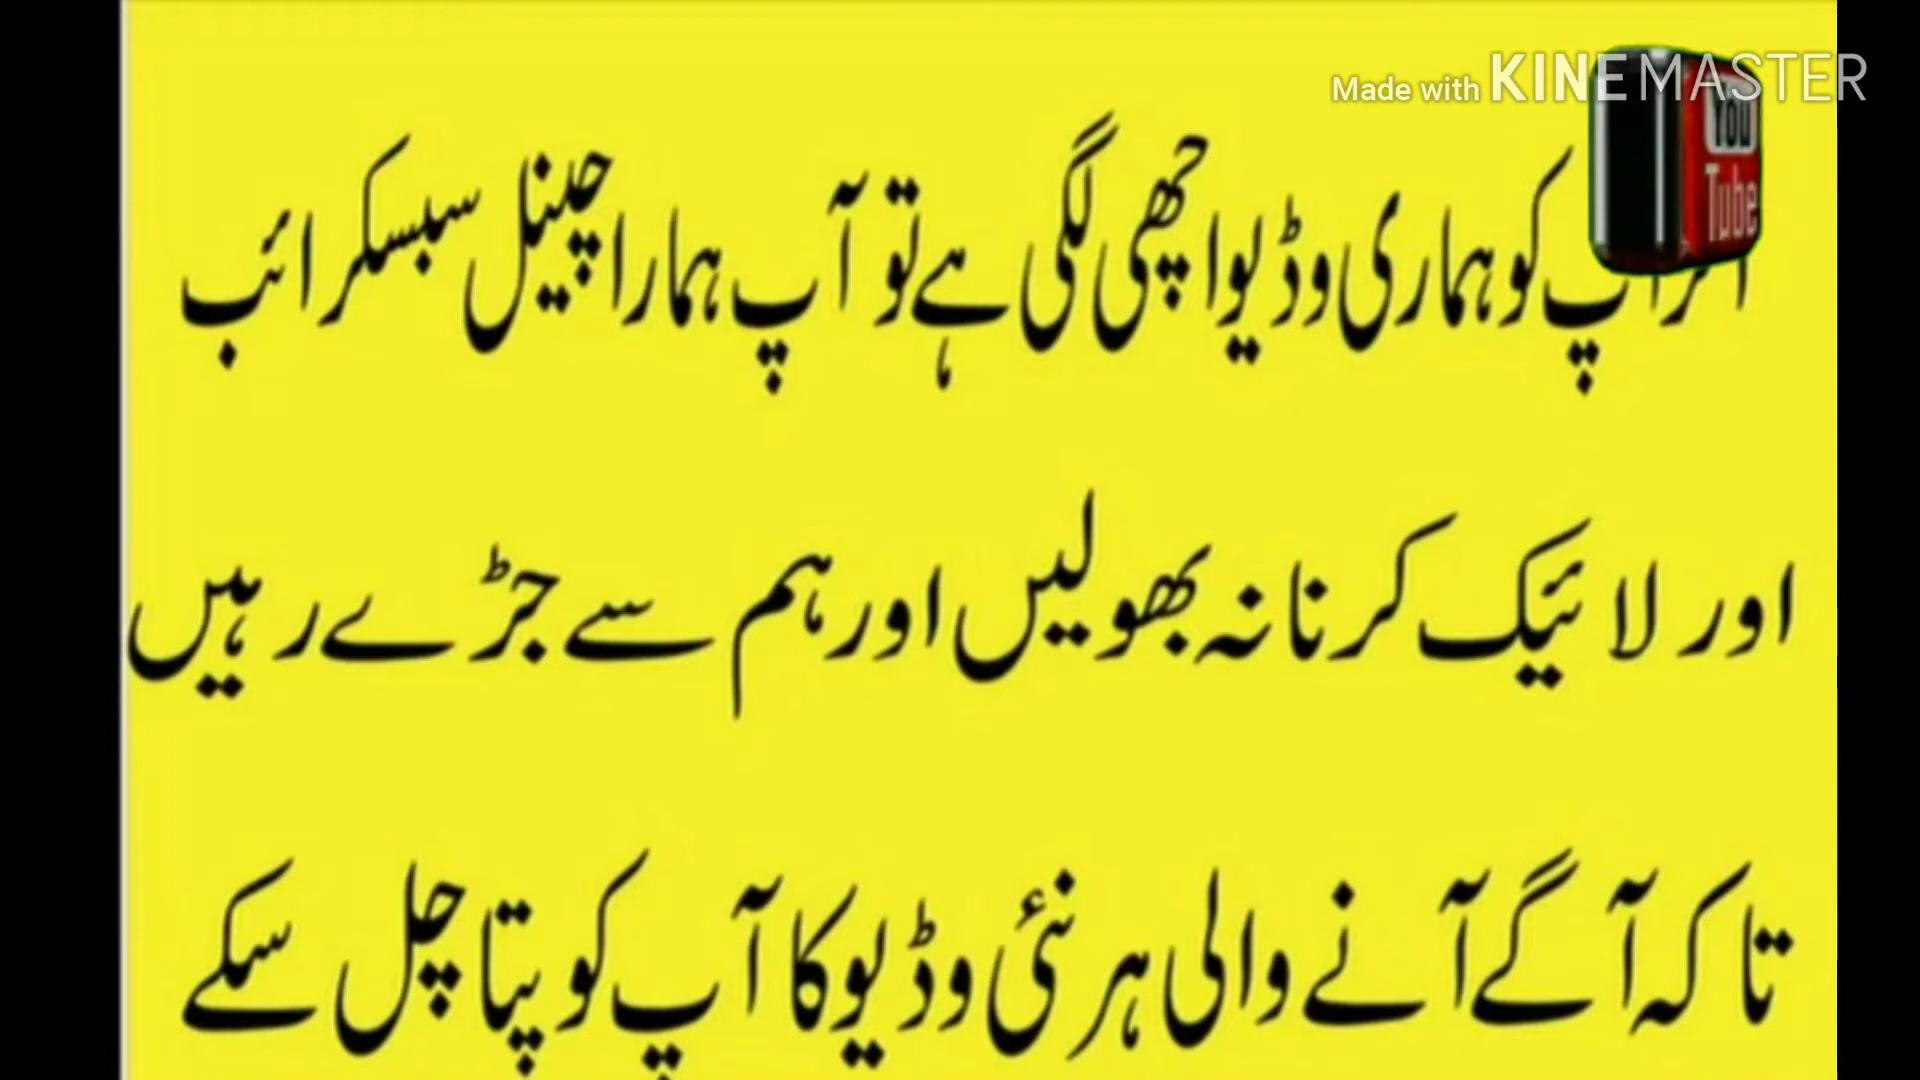 Made with KINEMASTER
You
Tube
اگر آپ کو ہماری وڈیو اچھی لگی ہے تو آپ ہمارا چینل سبسکرائب
اور لائیک کرنا نہ بھولیں اور ہم سے جڑے رہیں
تاکہ آگے آنے والی ہر نئی وڈیو کا آپ کو پتا چل سکے